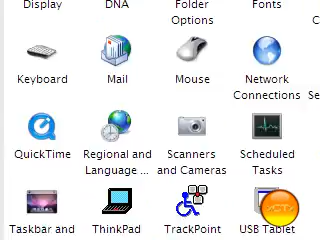 Display DNA Folder Fonts
Options C
Keyboard Mail Mouse Network
Connections Se
QuickTime Regional and Scanners Scheduled
Language ... and Cameras Tasks
Taskbar and ThinkPad TrackPoint USB Tablet